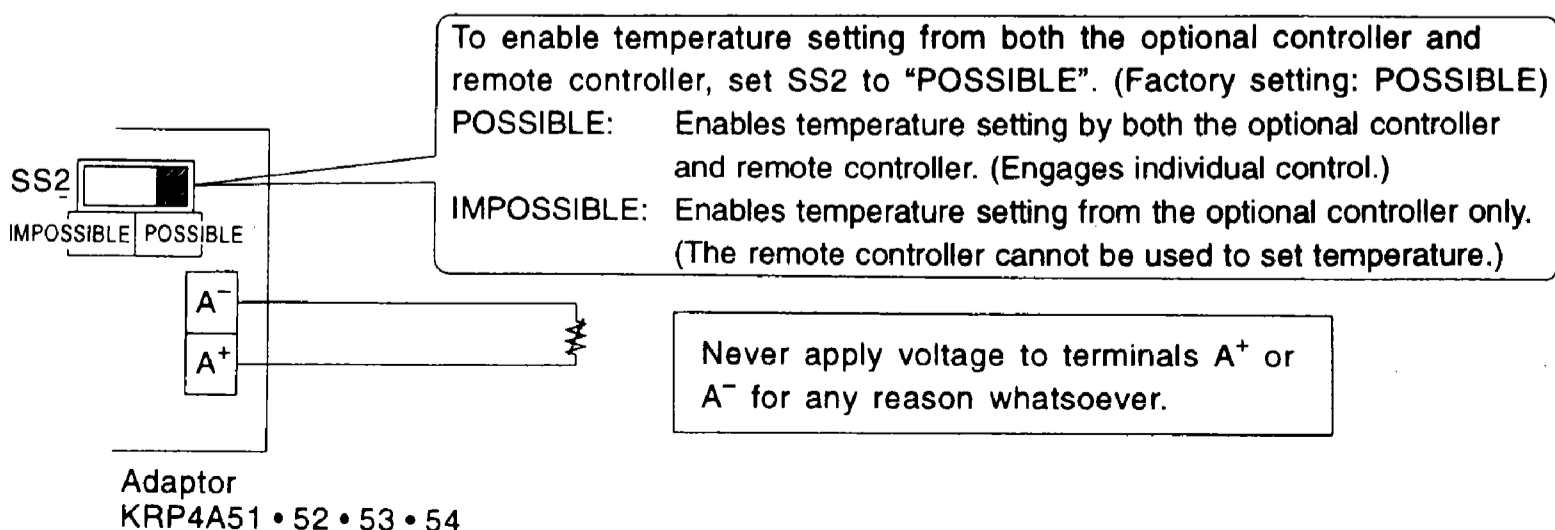 To enable temperature setting from both the optional controller and
remote controller, set SS2 to “POSSIBLE”. (Factory setting: POSSIBLE)
POSSIBLE: Enables temperature setting by both the optional controller
and remote controller. (Engages individual control.)
IMPOSSIBLE: Enables temperature setting from the optional controller only.
(The remote controller cannot be used to set temperature.)
SS2
IMPOSSIBLE POSSIBLE
A⁻
A⁺
Never apply voltage to terminals A⁺ or
A⁻ for any reason whatsoever.
Adaptor
KRP4A51 • 52 • 53 • 54